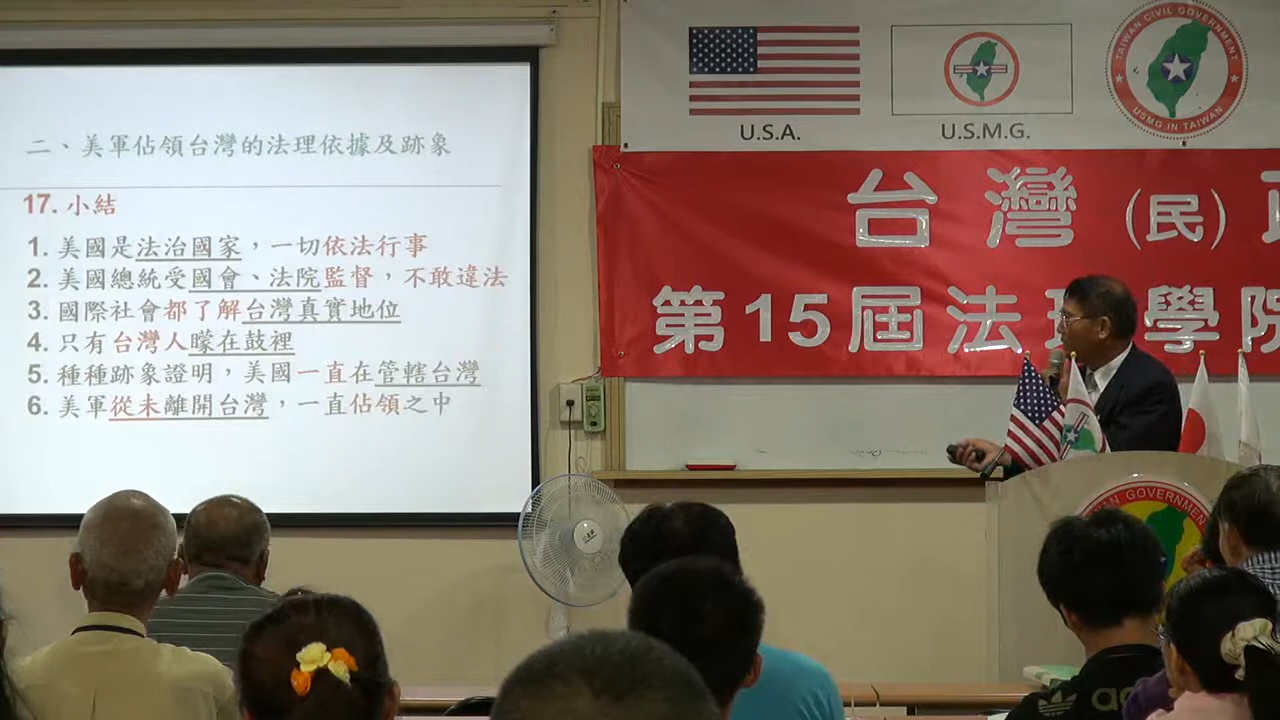 二、美軍佔領台灣的法理依據及跡象
17. 小結
1. 美國是法治國家，一切依法行事
2. 美國總統受國會、法院監督，不敢違法
3. 國際社會都了解台灣真實地位
4. 只有台灣人矇在鼓裡
5. 種種跡象證明，美國一直在管轄台灣
6. 美軍從未離開台灣，一直佔領之中
U.S.A.
U.S.M.G.
TAIWAN CIVIL GOVERNMENT
USMG IN TAIWAN
台灣（民）
第15屆法理學院
GOVERNMENT